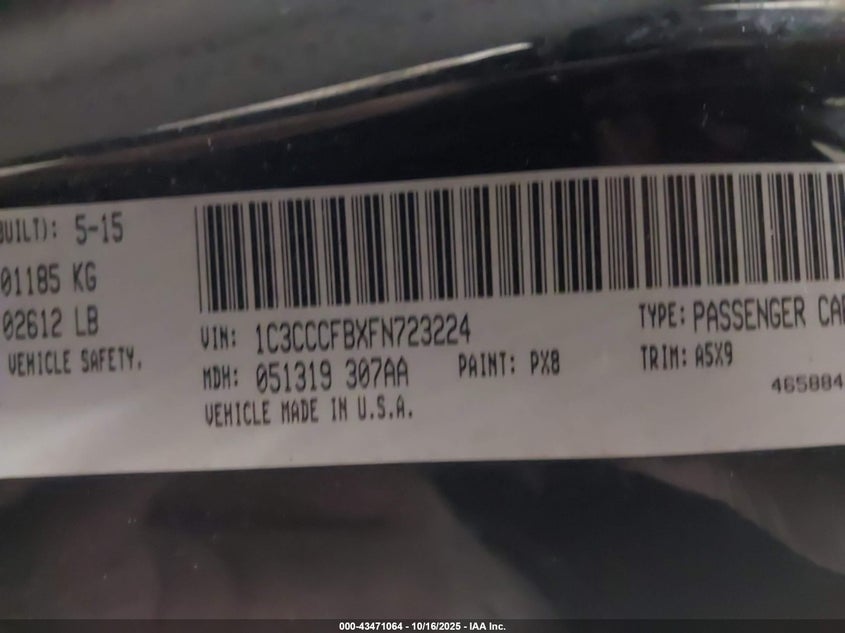 BUILT): 5-15
01185 KG
02612 LB
VEHICLE SAFETY.
VIN: 1C3CCCFBXFN723224
TYPE: PASSENGER CAR
MDH: 051319 307AA
PAINT: PX8
TRIM: A5X9
VEHICLE MADE IN U.S.A.
465884
000-43471064 - 10/16/2025 - IAA Inc.